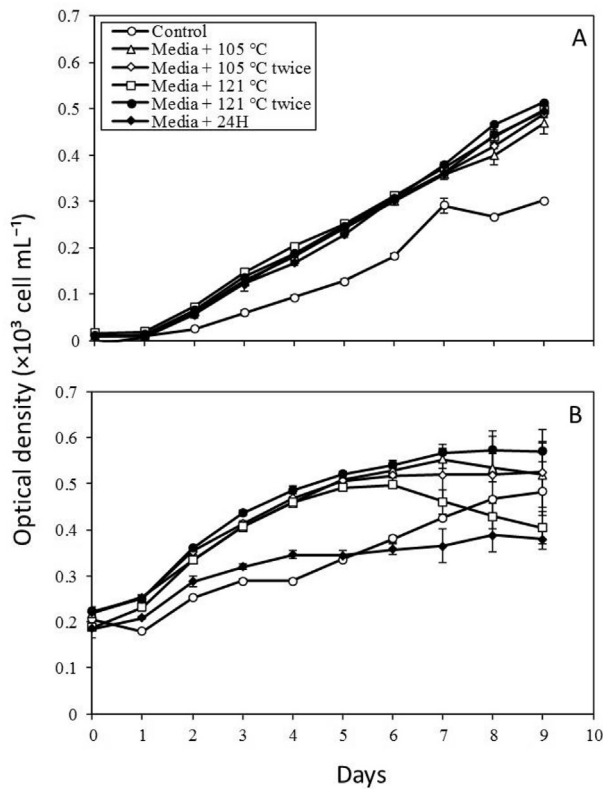 A
Control
Media + 105 ℃
Media + 105 ℃ twice
Media + 121 ℃
Media + 121 ℃ twice
Media + 24H
0.7
0.6
0.5
0.4
0.3
0.2
0.1
0
B
0.7
0.6
0.5
0.4
0.3
0.2
0.1
0
0 1 2 3 4 5 6 7 8 9 10
Days
Optical density (×10³ cell mL⁻¹)